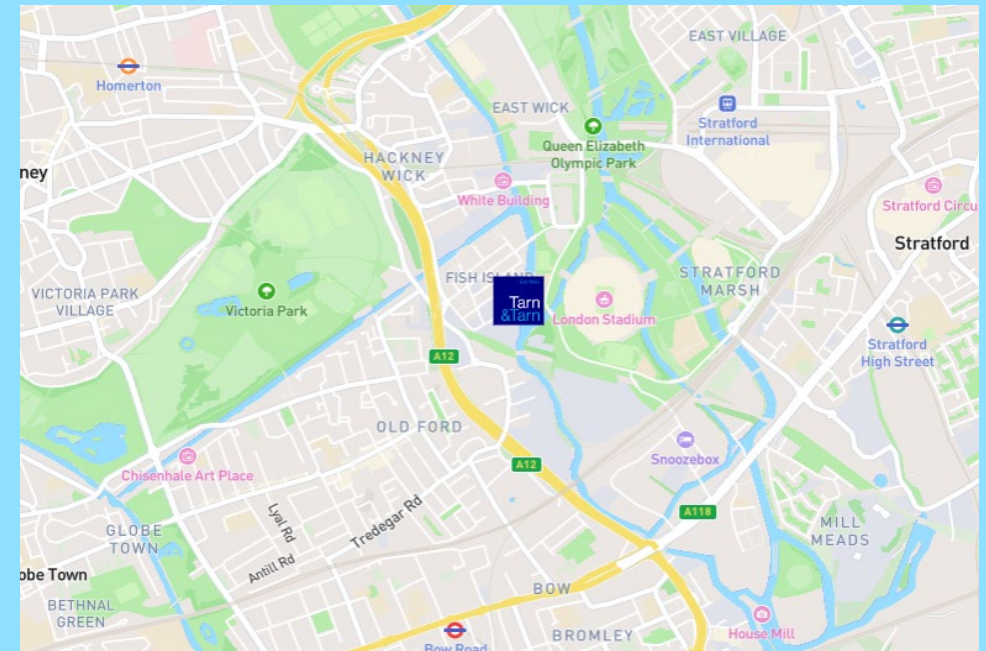 EAST VILLAGE
Homerton
EAST WICK
Stratford
International
Queen Elizabeth
Olympic Park
HACKNEY
WICK
ney
White Building
Stratford Circu
Stratford
FISH ISLAND
STRATFORD
MARSH
VICTORIA PARK
VILLAGE
Victoria Park
Tarn
&Tarn
London Stadium
Stratford
High Street
A12
OLD FORD
Snoozebox
A12
Chisenhale Art Place
A118
Lyal Rd
Tredegar Rd
GLOBE
TOWN
MILL
MEADS
Antill Rd
obe Town
BOW
BETHNAL
GREEN
BROMLEY
House Mill
Bow Road